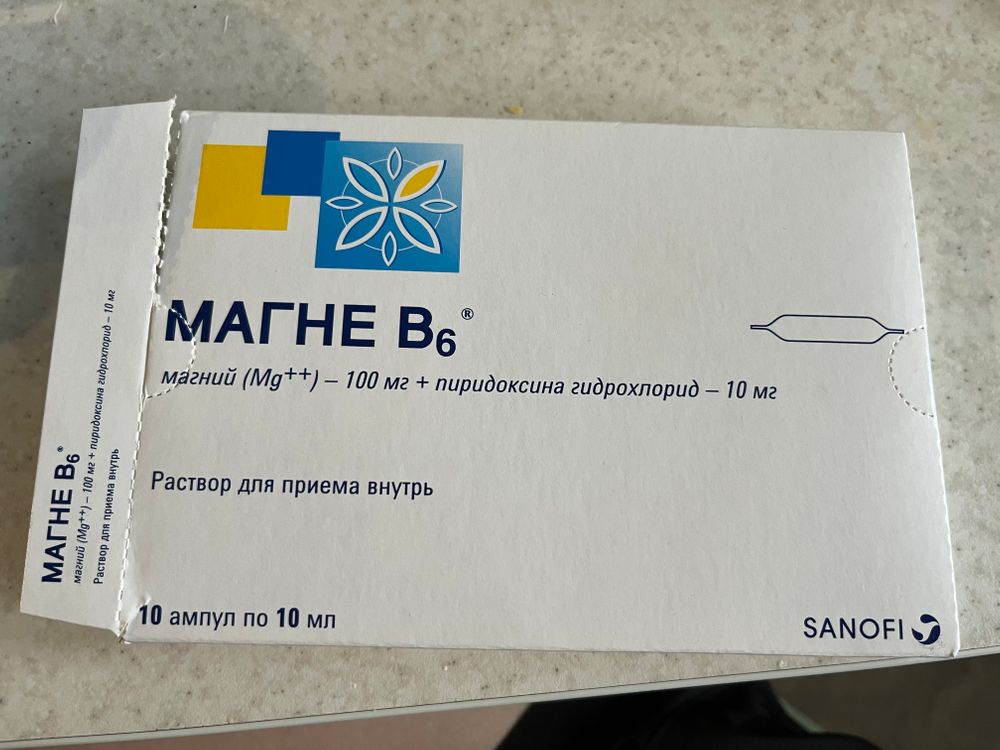 МАГНЕ B6®
магний (Mg++) – 100 мг + пиридоксина гидрохлорид – 10 мг
Раствор для приема внутрь
10 ампул по 10 мл
SANOFI
МАГНЕ B6®
магний (Mg++) – 100 мг + пиридоксина гидрохлорид – 10 мг
Раствор для приема внутрь